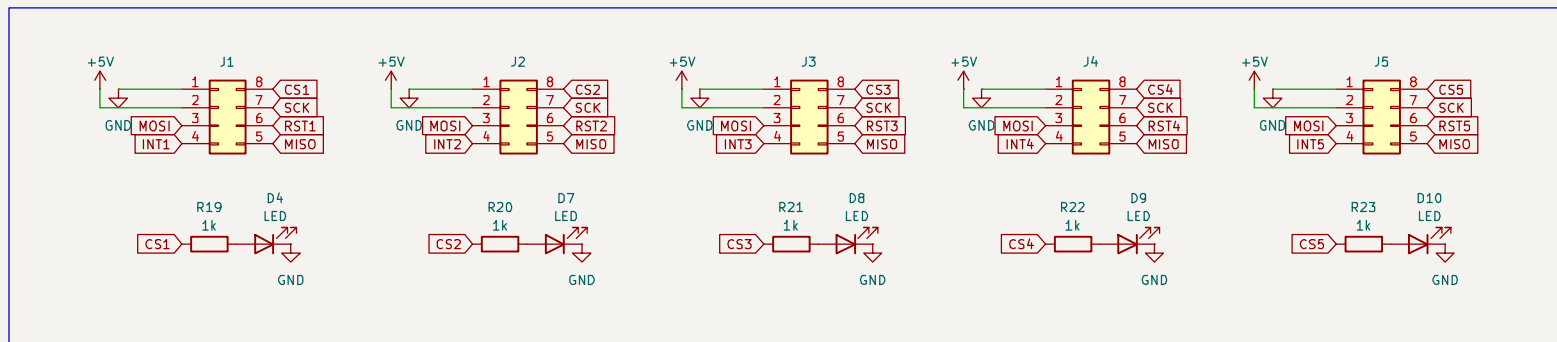 +5V J1 +5V J2 +5V J3 +5V J4 +5V J5
1 8 CS1 1 8 CS2 1 8 CS3 1 8 CS4 1 8 CS5
2 7 SCK 2 7 SCK 2 7 SCK 2 7 SCK 2 7 SCK
GND MOSI 3 6 RST1 GND MOSI 3 6 RST2 GND MOSI 3 6 RST3 GND MOSI 3 6 RST4 GND MOSI 3 6 RST5
INT1 4 5 MISO INT2 4 5 MISO INT3 4 5 MISO INT4 4 5 MISO INT5 4 5 MISO
D4 D7 D8 D9 D10
R19 LED R20 LED R21 LED R22 LED R23 LED
1k 1k 1k 1k 1k
CS1 CS2 CS3 CS4 CS5
GND GND GND GND GND